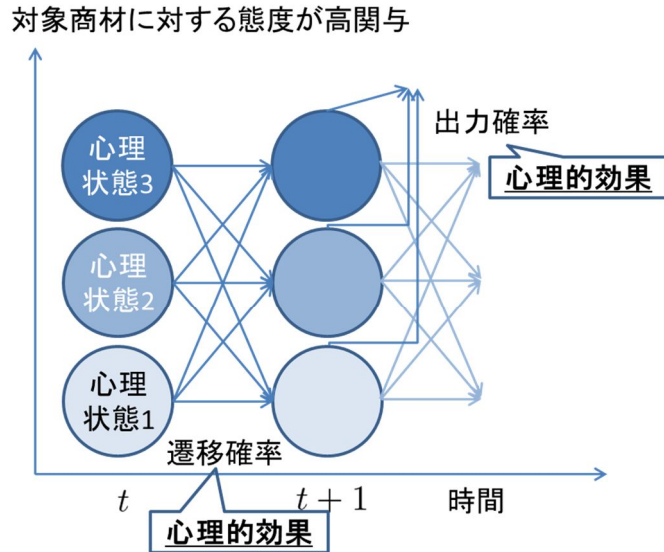 対象商材に対する態度が高関与
心理
状態3
心理
状態2
心理
状態1
出力確率
心理的効果
遷移確率
t
t + 1
時間
心理的効果